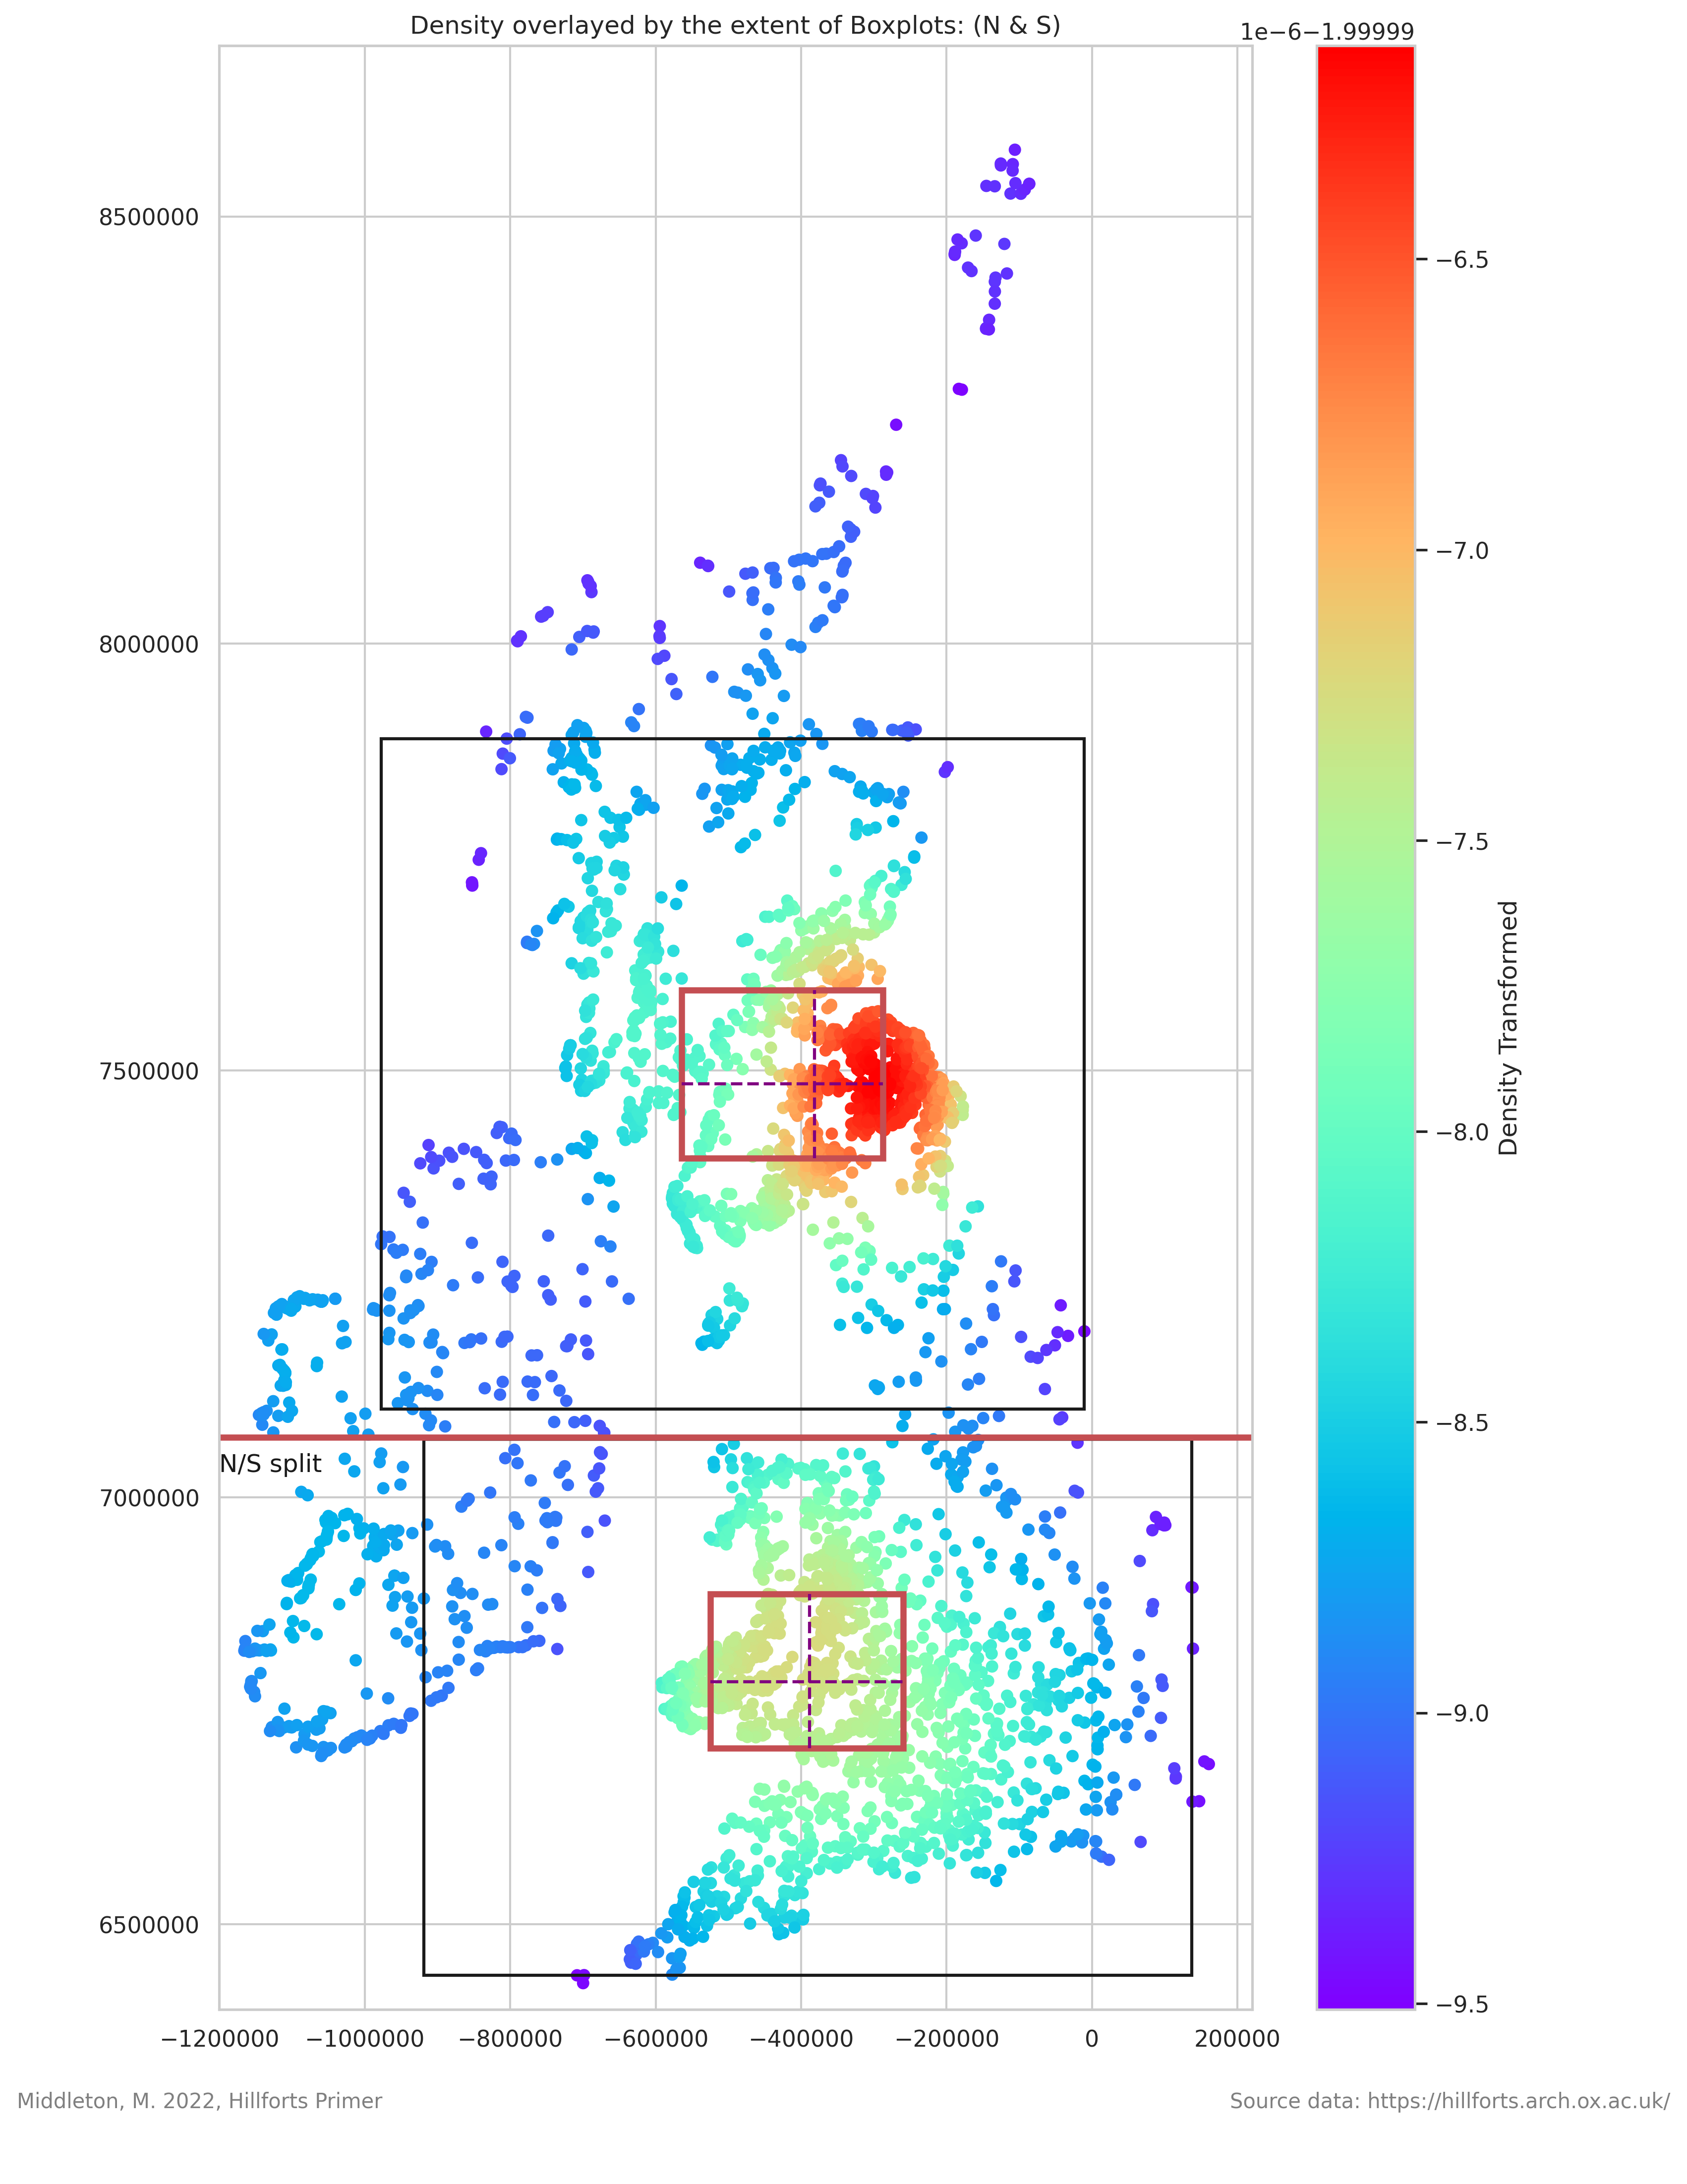 Density overlayed by the extent of Boxplots: (N & S)
1e−6−1.99999
8500000
8000000
7500000
7000000
6500000
N/S split
−1200000 −1000000 −800000 −600000 −400000 −200000 0 200000
−6.5
−7.0
−7.5
−8.0
−8.5
−9.0
−9.5
Density Transformed
Middleton, M. 2022, Hillforts Primer
Source data: https://hillforts.arch.ox.ac.uk/